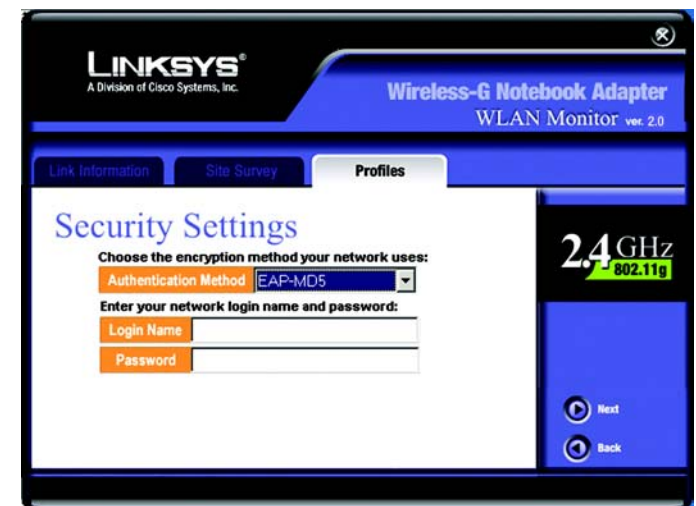 LINKSYS®
A Division of Cisco Systems, Inc.
Wireless-G Notebook Adapter
WLAN Monitor ver. 2.0
Link Information Site Survey Profiles
Security Settings
Choose the encryption method your network uses:
Authentication Method EAP-MD5
Enter your network login name and password:
Login Name
Password
2.4 GHz
802.11g
Next
Back